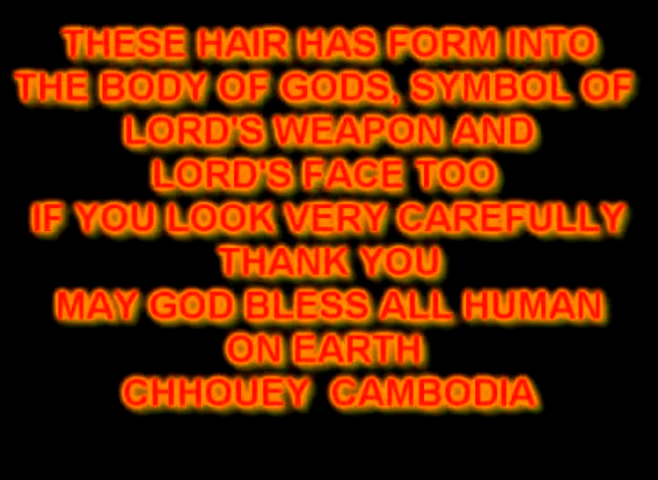 THESE HAIR HAS FORM INTO
THE BODY OF GODS, SYMBOL OF
LORD'S WEAPON AND
LORD'S FACE TOO
IF YOU LOOK VERY CAREFULLY
THANK YOU
MAY GOD BLESS ALL HUMAN
ON EARTH
CHHOUEY CAMBODIA